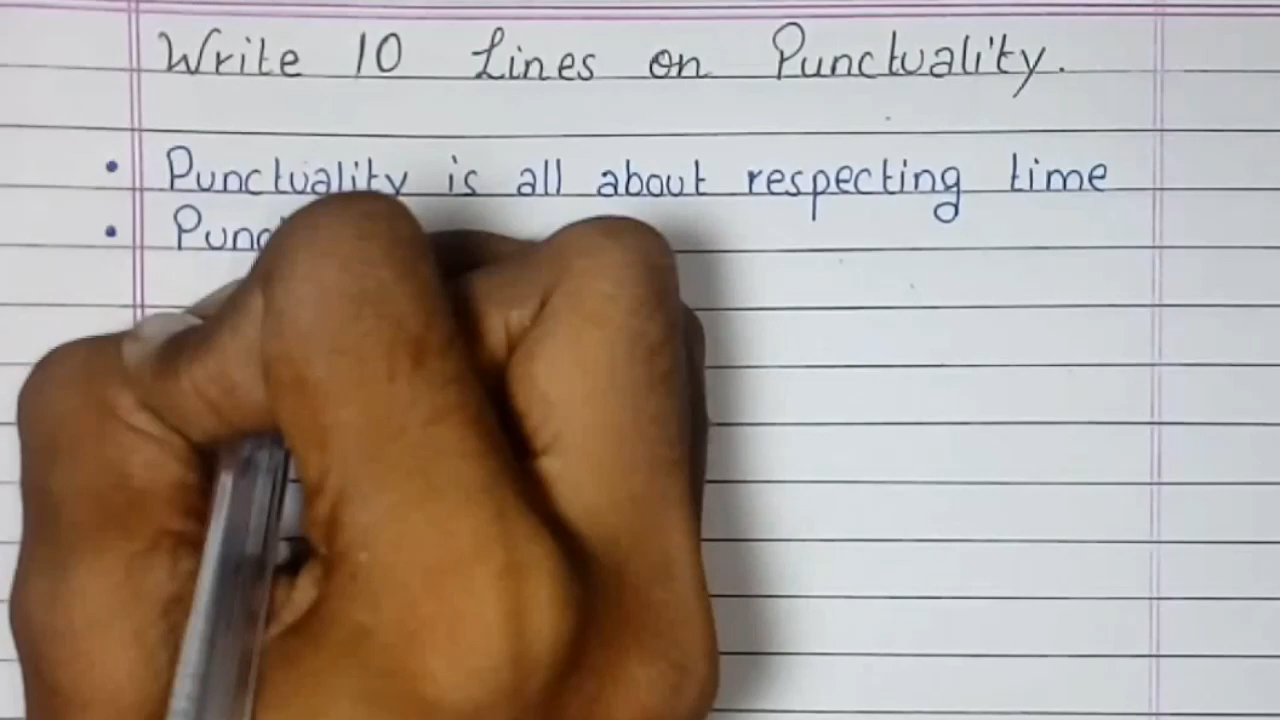 Write 10 Lines on Punctuality.
• Punctuality is all about respecting time
•